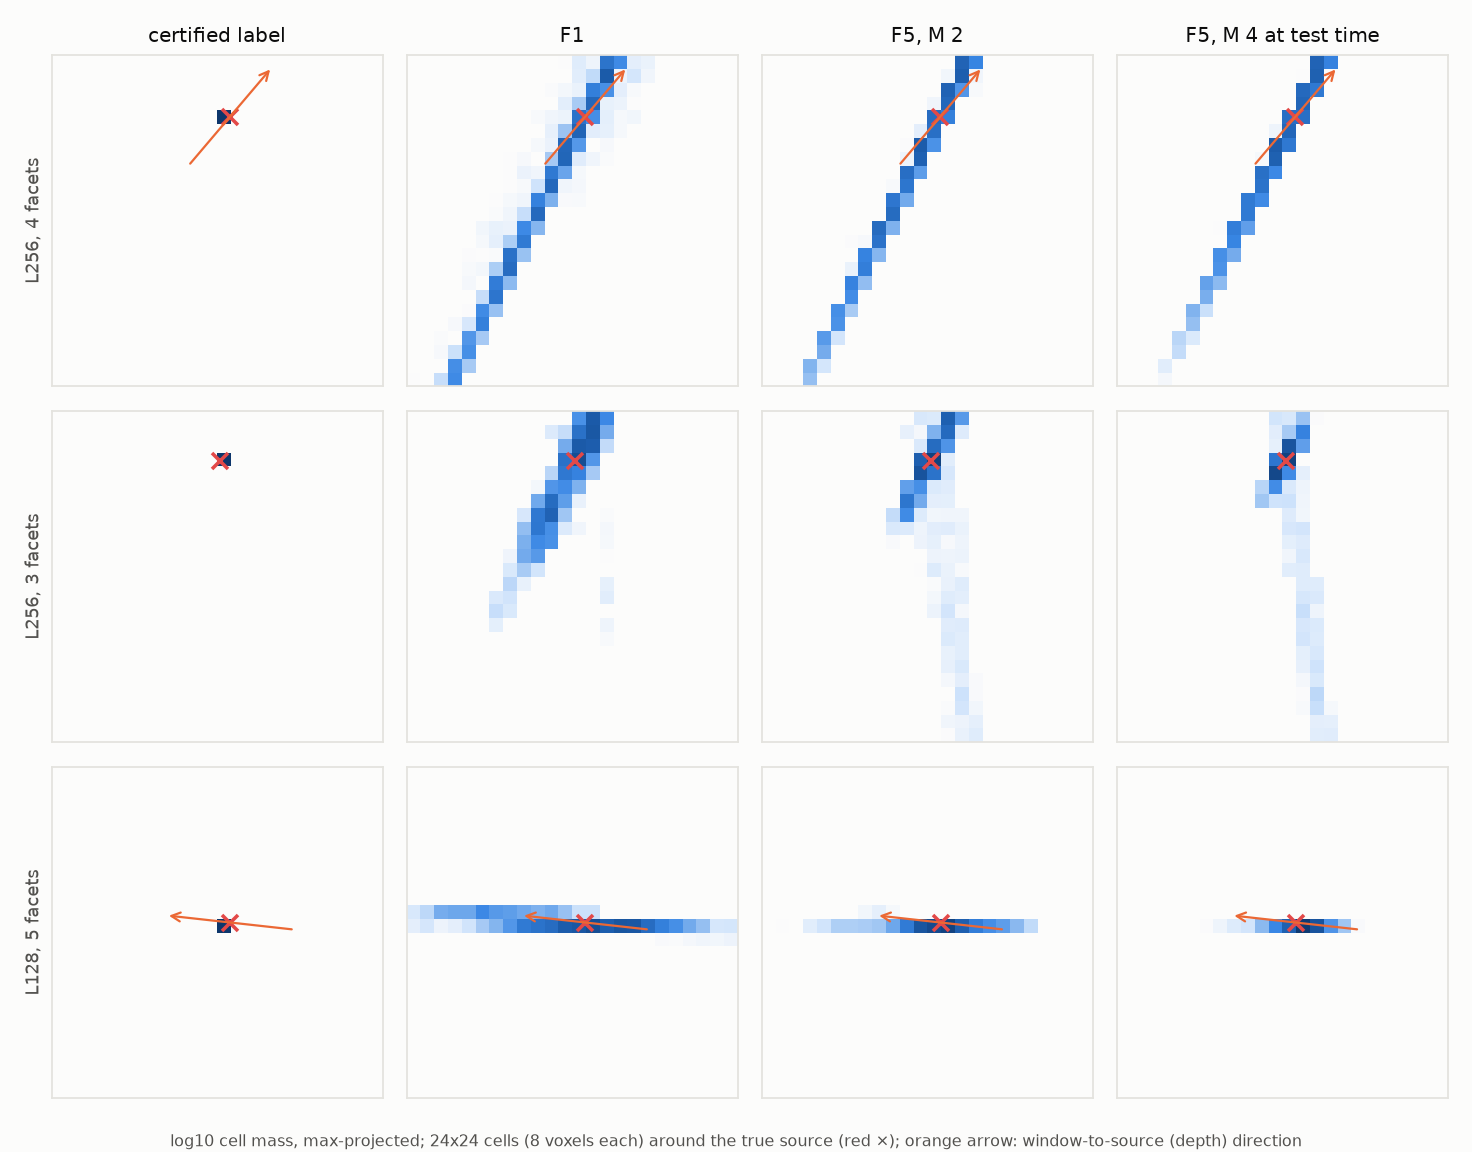 certified label
F1
F5, M 2
F5, M 4 at test time
L256, 4 facets
L256, 3 facets
L128, 5 facets
log10 cell mass, max-projected; 24x24 cells (8 voxels each) around the true source (red ×); orange arrow: window-to-source (depth) direction